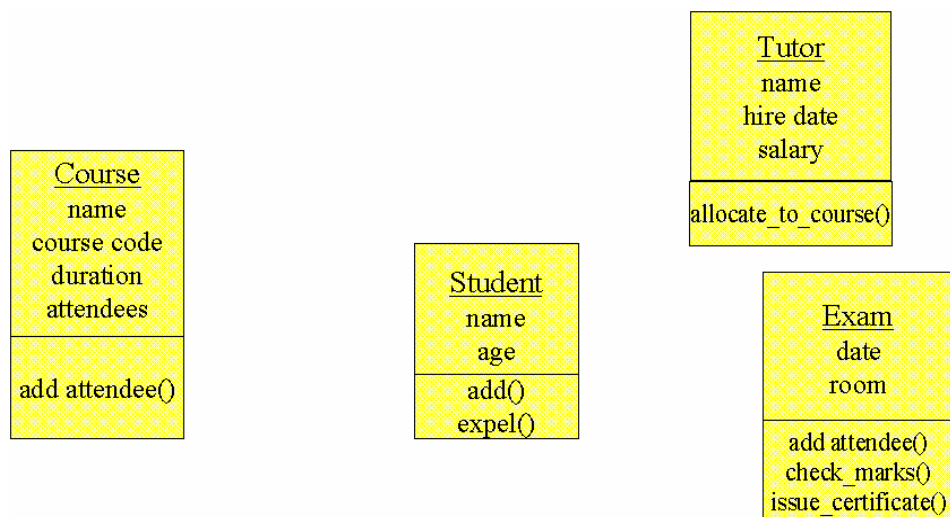 Course
name
course code
duration
attendees
add attendee()
Student
name
age
add()
expel()
Tutor
name
hire date
salary
allocate_to_course()
Exam
date
room
add attendee()
check_marks()
issue_certificate()